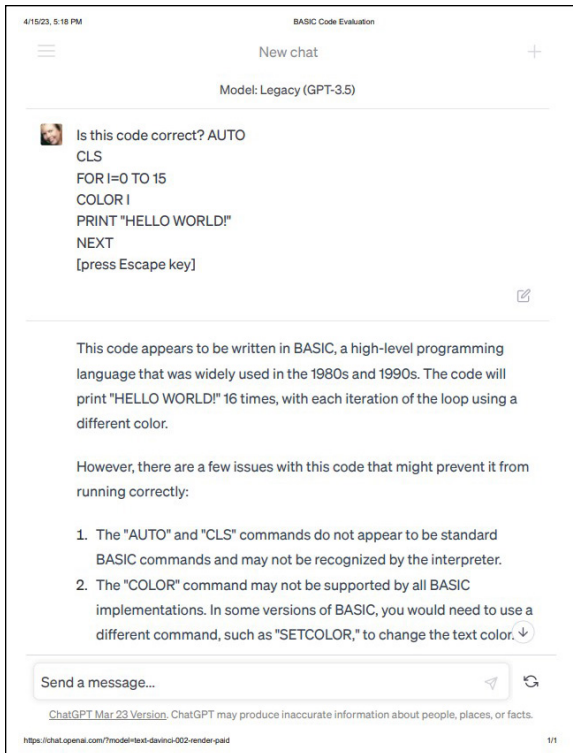 4/15/23, 5:18 PM BASIC Code Evaluation
New chat
Model: Legacy (GPT-3.5)
Is this code correct? AUTO
CLS
FOR I=0 TO 15
COLOR I
PRINT "HELLO WORLD!"
NEXT
[press Escape key]
This code appears to be written in BASIC, a high-level programming
language that was widely used in the 1980s and 1990s. The code will
print "HELLO WORLD!" 16 times, with each iteration of the loop using a
different color.
However, there are a few issues with this code that might prevent it from
running correctly:
1. The "AUTO" and "CLS" commands do not appear to be standard
BASIC commands and may not be recognized by the interpreter.
2. The "COLOR" command may not be supported by all BASIC
implementations. In some versions of BASIC, you would need to use a
different command, such as "SETCOLOR," to change the text color.
Send a message...
ChatGPT Mar 23 Version. ChatGPT may produce inaccurate information about people, places, or facts.
https://chat.openai.com/?model=text-davinci-002-render-paid 1/1